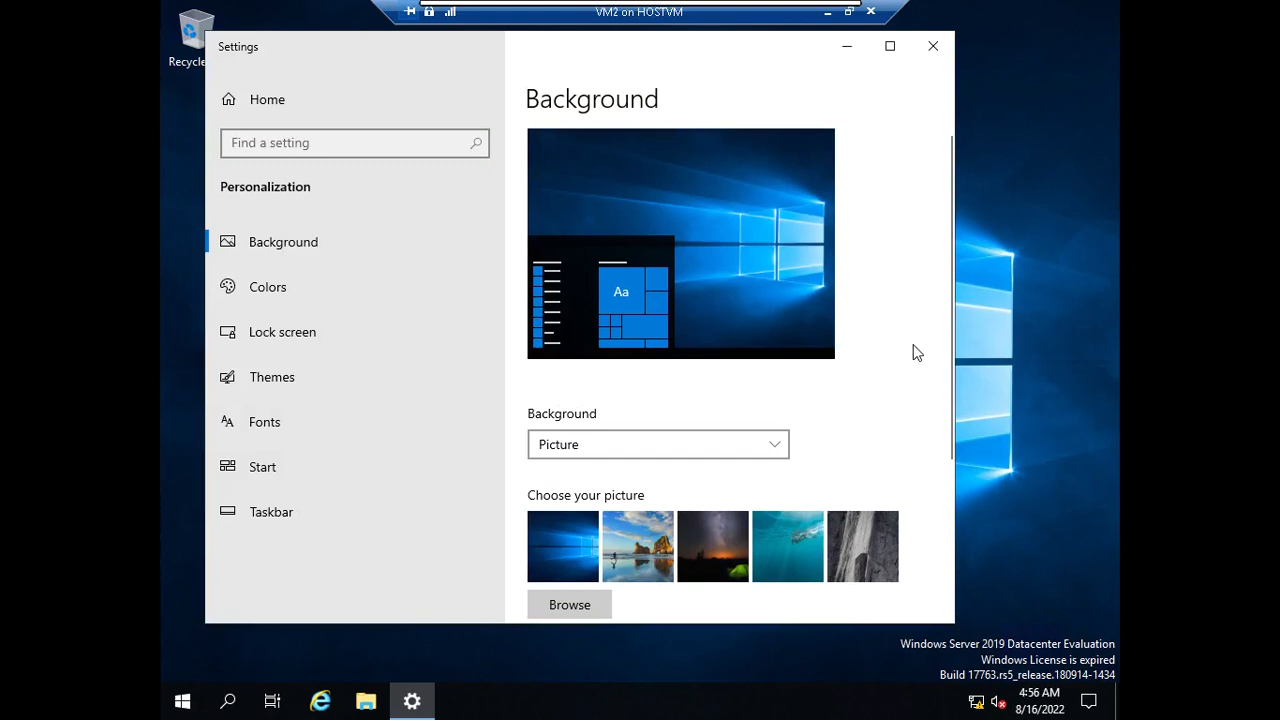 VM2 on HOSTVM
Recycle
Settings
Home
Find a setting
Personalization
Background
Colors
Lock screen
Themes
Fonts
Start
Taskbar
Background
Aa
Background
Picture
Choose your picture
Browse
Windows Server 2019 Datacenter Evaluation
Windows License is expired
Build 17763.rs5_release.180914-1434
4:56 AM
8/16/2022